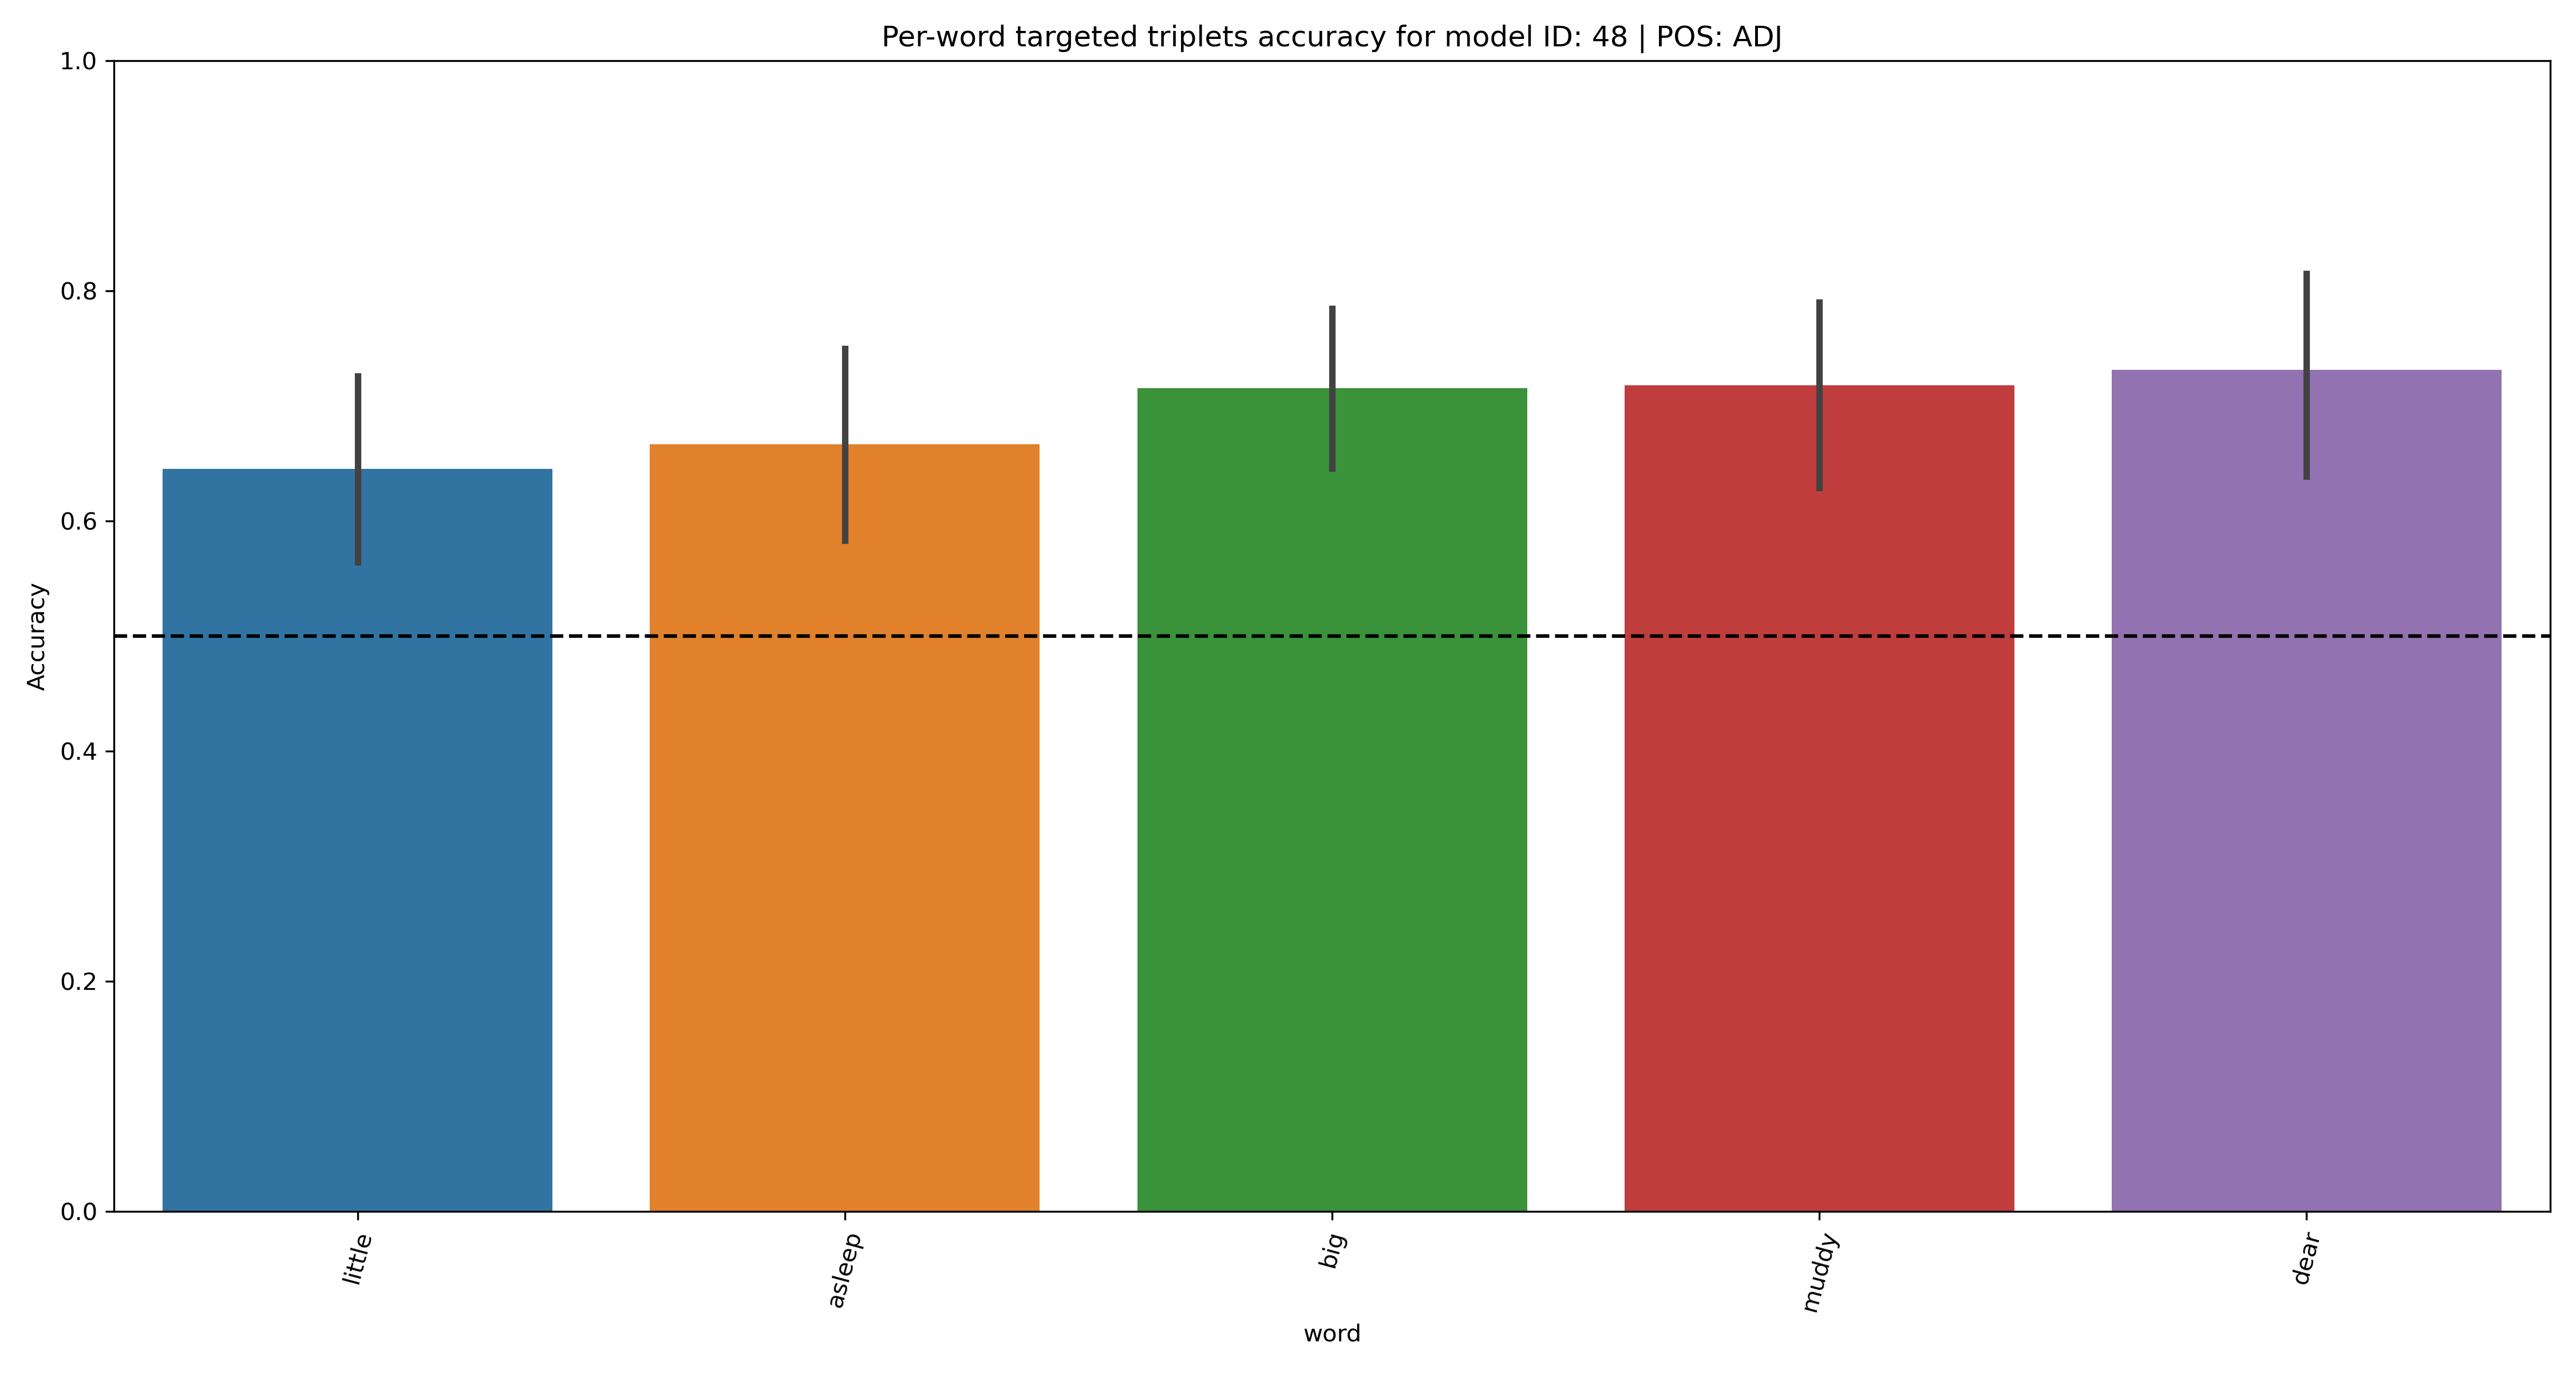 Per-word targeted triplets accuracy for model ID: 48 | POS: ADJ
1.0
0.8
0.6
0.4
0.2
0.0
Accuracy
little
asleep
big
muddy
dear
word